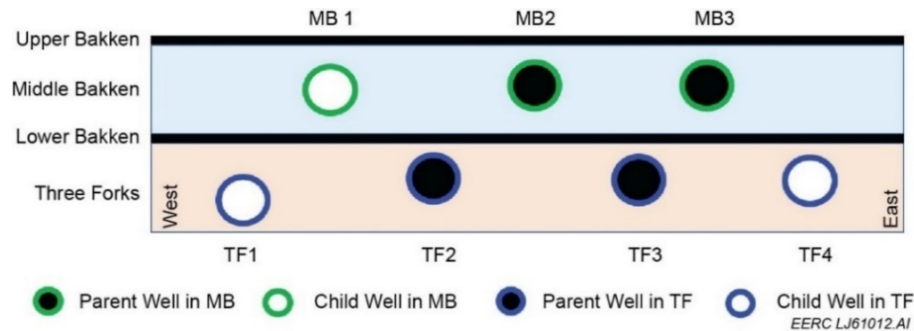 MB 1 MB2 MB3
Upper Bakken
Middle Bakken
Lower Bakken
Three Forks
West
East
TF1 TF2 TF3 TF4
Parent Well in MB Child Well in MB Parent Well in TF Child Well in TF
EERC LJ61012.AI